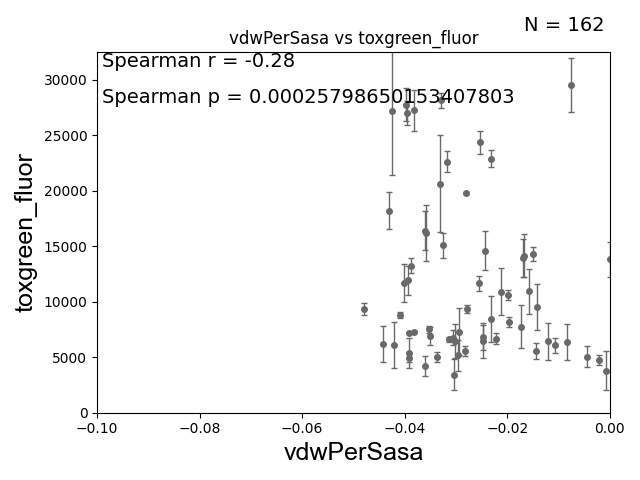 N = 162
vdwPerSasa vs toxgreen_fluor
Spearman r = -0.28
Spearman p = 0.00025798650153407803
toxgreen_fluor
30000
25000
20000
15000
10000
5000
0
−0.10
−0.08
−0.06
−0.04
−0.02
0.00
vdwPerSasa